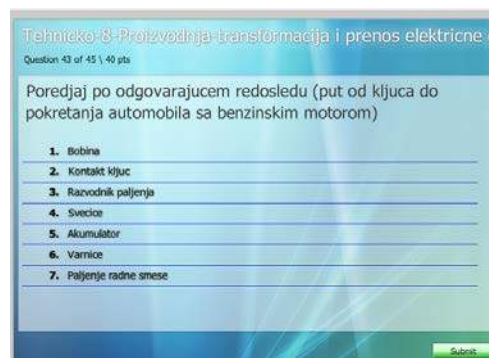 Tehnicko-8-Proizvodnja-transformacija i prenos elektricne
Question 43 of 45 \ 40 pts
Poredjaj po odgovarajucem redosledu (put od kljuca do
pokretanja automobila sa benzinskim motorom)
1. Bobina
2. Kontakt kljuc
3. Razvodnik paljenja
4. Svecice
5. Akumulator
6. Varnice
7. Paljenje radne smese
Submit